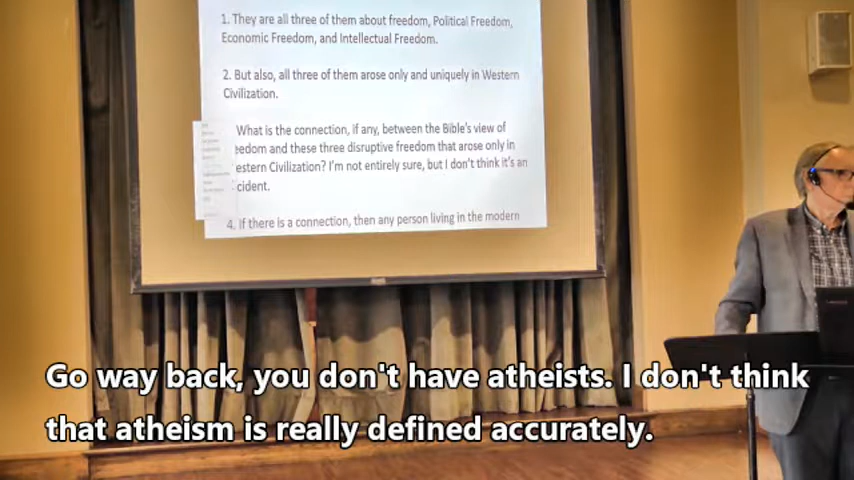 1. They are all three of them about freedom, Political Freedom,
Economic Freedom, and Intellectual Freedom.
2. But also, all three of them arose only and uniquely in Western
Civilization.
What is the connection, if any, between the Bible's view of
eedom and these three disruptive freedom that arose only in
estern Civilization? I'm not entirely sure, but I don't think it's an
cident.
4. If there is a connection, then any person living in the modern
Go way back, you don't have atheists. I don't think
that atheism is really defined accurately.